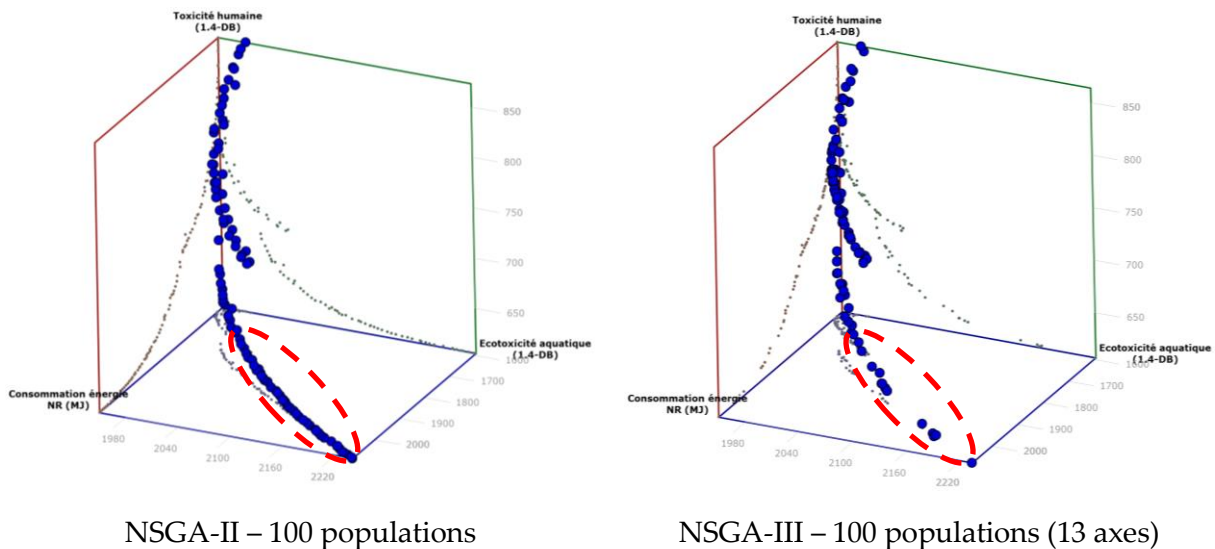 Toxicité humaine
(1.4-DB)
850
800
750
700
650
Ecotoxicité aquatique
(1.4-DB)
1600
1700
1800
1900
2000
Consommation énergie
NR (MJ)
1980
2040
2100
2160
2220
NSGA-II – 100 populations
Toxicité humaine
(1.4-DB)
850
800
750
700
650
Ecotoxicité aquatique
(1.4-DB)
1600
1700
1800
1900
2000
Consommation énergie
NR (MJ)
1980
2040
2100
2160
2220
NSGA-III – 100 populations (13 axes)